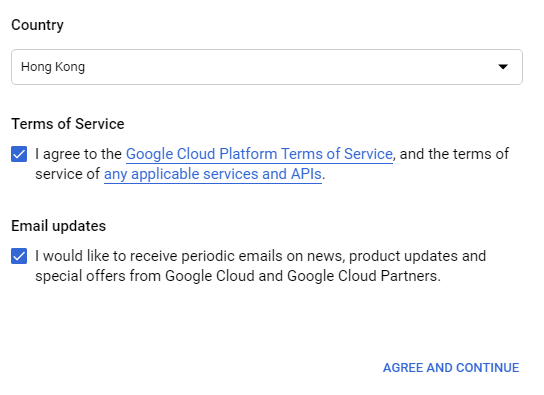 Country
Hong Kong
Terms of Service
I agree to the Google Cloud Platform Terms of Service, and the terms of
service of any applicable services and APIs.
Email updates
I would like to receive periodic emails on news, product updates and
special offers from Google Cloud and Google Cloud Partners.
AGREE AND CONTINUE